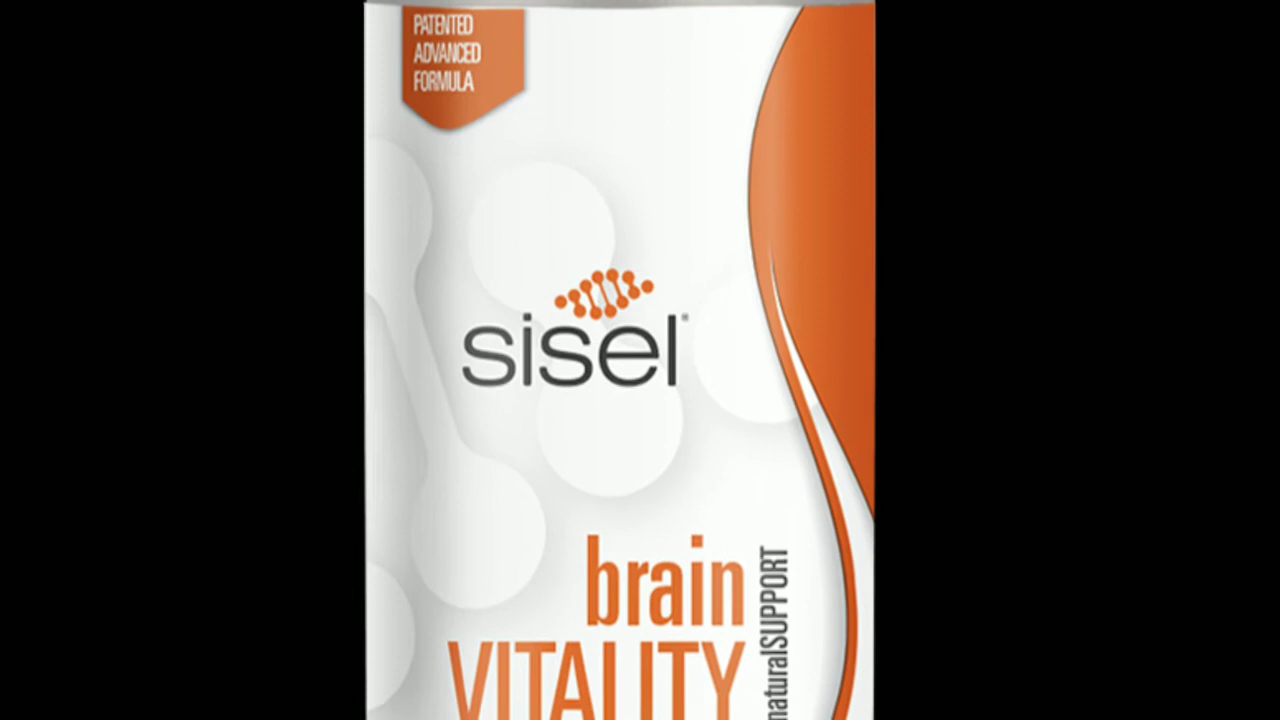 PATENTED
ADVANCED
FORMULA
sisel®
brain
VITALITY
naturalSUPPORT